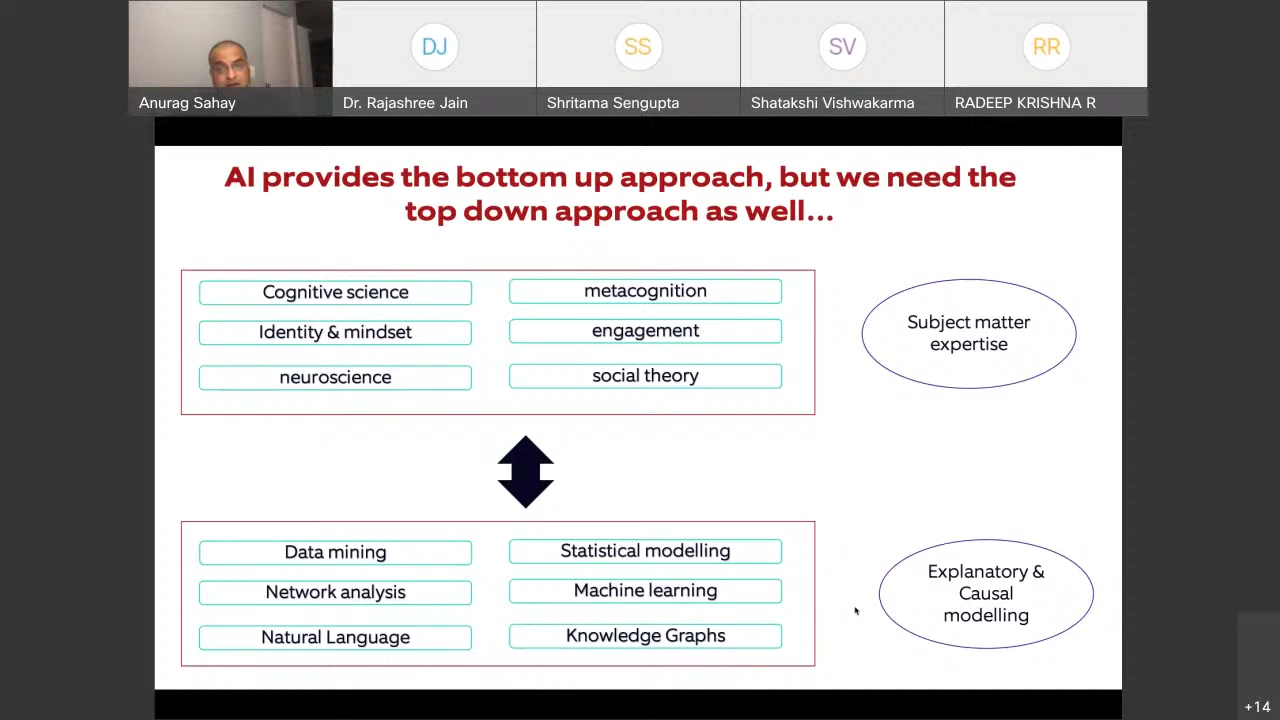 DJ
SS
SV
RR
Anurag Sahay
Dr. Rajashree Jain
Shritama Sengupta
Shatakshi Vishwakarma
RADEEP KRISHNA R
AI provides the bottom up approach, but we need the
top down approach as well...
Cognitive science
metacognition
Identity & mindset
engagement
neuroscience
social theory
Subject matter
expertise
Data mining
Statistical modelling
Network analysis
Machine learning
Natural Language
Knowledge Graphs
Explanatory &
Causal
modelling
+14